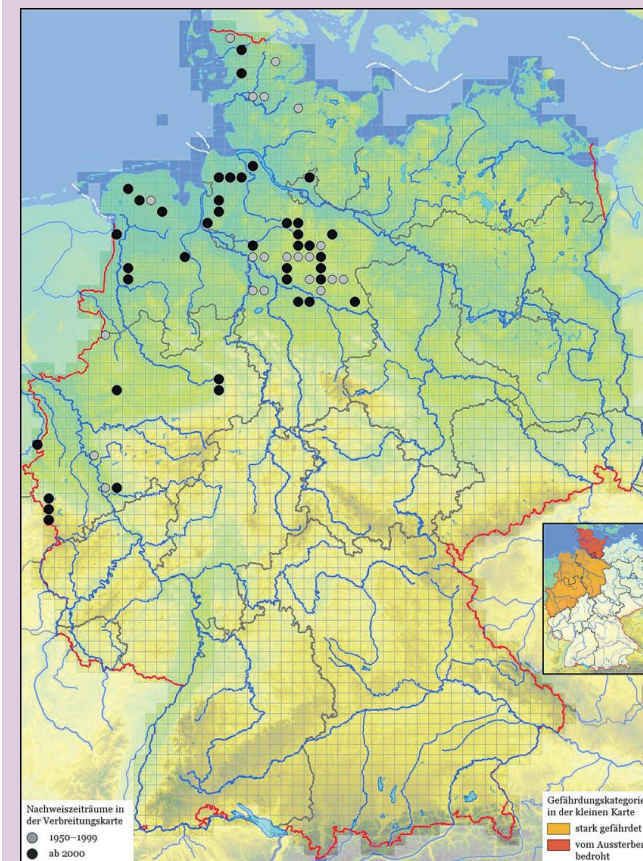 Nachweiszeiträume in
der Verbreitungskarte
1950–1999
ab 2000
Gefährdungskategorie
in der kleinen Karte
stark gefährdet
vom Aussterben
bedroht